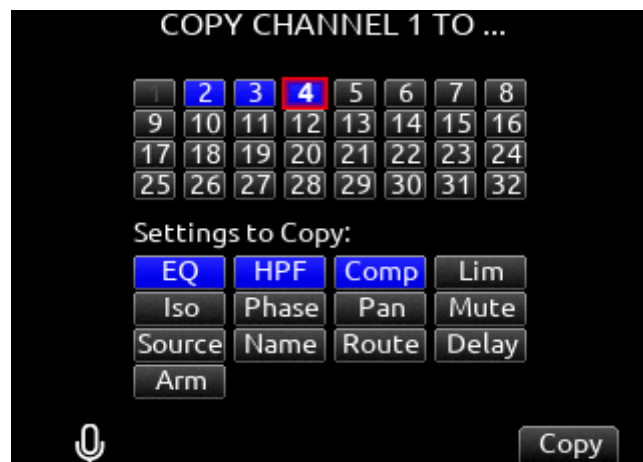 COPY CHANNEL 1 TO ...
1 2 3 4 5 6 7 8
9 10 11 12 13 14 15 16
17 18 19 20 21 22 23 24
25 26 27 28 29 30 31 32
Settings to Copy:
EQ HPF Comp Lim
Iso Phase Pan Mute
Source Name Route Delay
Arm
Copy